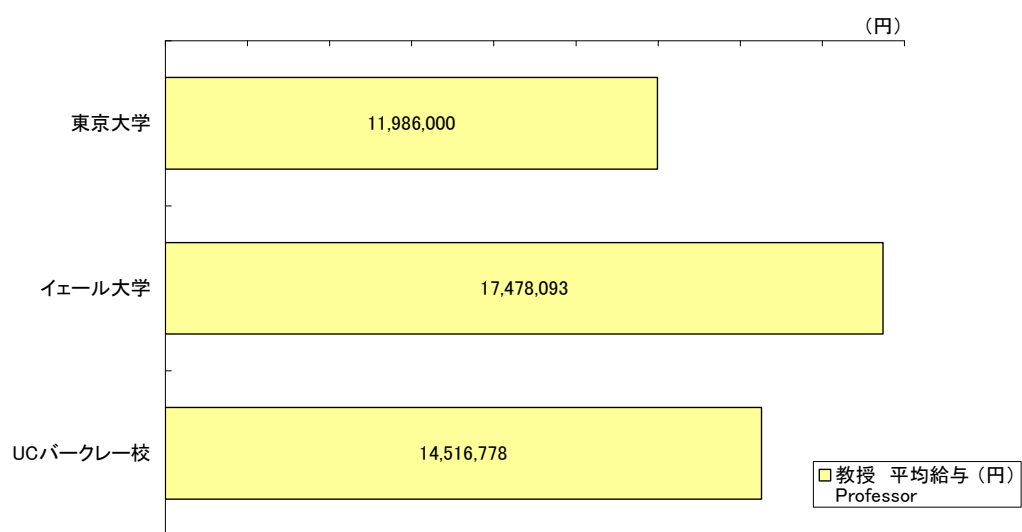 （円）
東京大学
11,986,000
イェール大学
17,478,093
UCバークレー校
14,516,778
教授　平均給与（円）
Professor